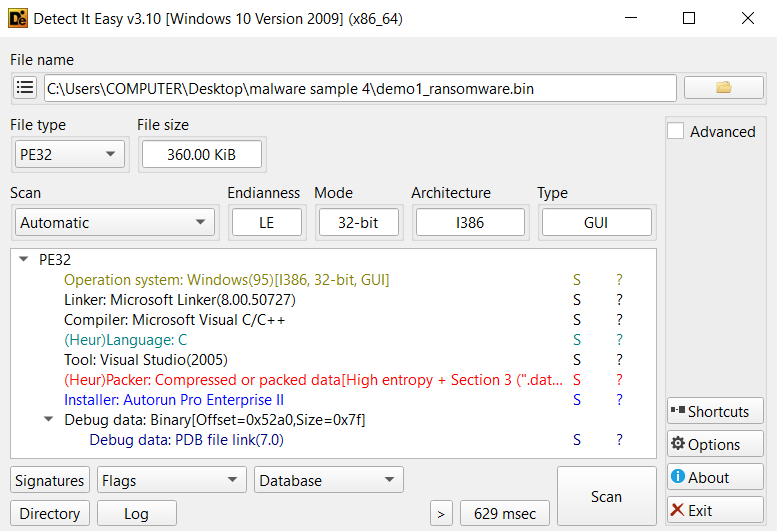 Detect It Easy v3.10 [Windows 10 Version 2009] (x86_64)
File name
C:\Users\COMPUTER\Desktop\malware sample 4\demo1_ransomware.bin
File type File size Advanced
PE32 360.00 KiB
Scan Endianness Mode Architecture Type
Automatic LE 32-bit I386 GUI
PE32
Operation system: Windows(95)[I386, 32-bit, GUI] S ?
Linker: Microsoft Linker(8.00.50727) S ?
Compiler: Microsoft Visual C/C++ S ?
(Heur)Language: C S ?
Tool: Visual Studio(2005) S ?
(Heur)Packer: Compressed or packed data[High entropy + Section 3 (".dat... S ?
Installer: Autorun Pro Enterprise II S ?
Debug data: Binary[Offset=0x52a0,Size=0x7f]
Debug data: PDB file link(7.0) S ?
Shortcuts
Options
About
Exit
Signatures Flags Database Scan
Directory Log > 629 msec